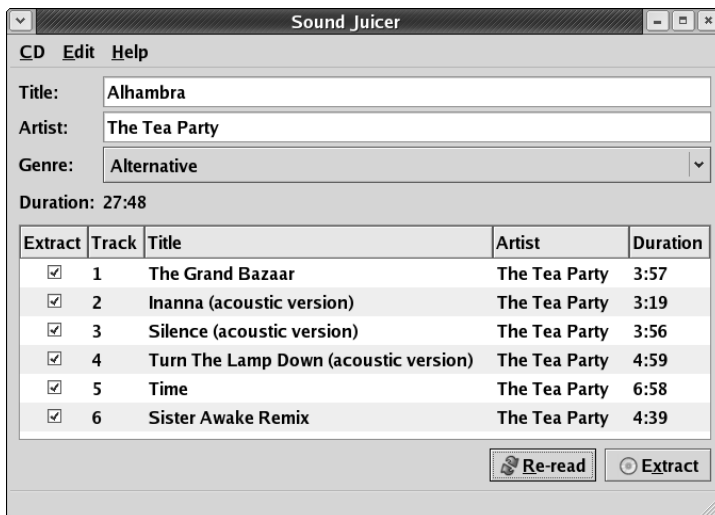 Sound Juicer
CD Edit Help
Title: Alhambra
Artist: The Tea Party
Genre: Alternative
Duration: 27:48
Extract Track Title Artist Duration
1 The Grand Bazaar The Tea Party 3:57
2 Inanna (acoustic version) The Tea Party 3:19
3 Silence (acoustic version) The Tea Party 3:56
4 Turn The Lamp Down (acoustic version) The Tea Party 4:59
5 Time The Tea Party 6:58
6 Sister Awake Remix The Tea Party 4:39
Re-read Extract